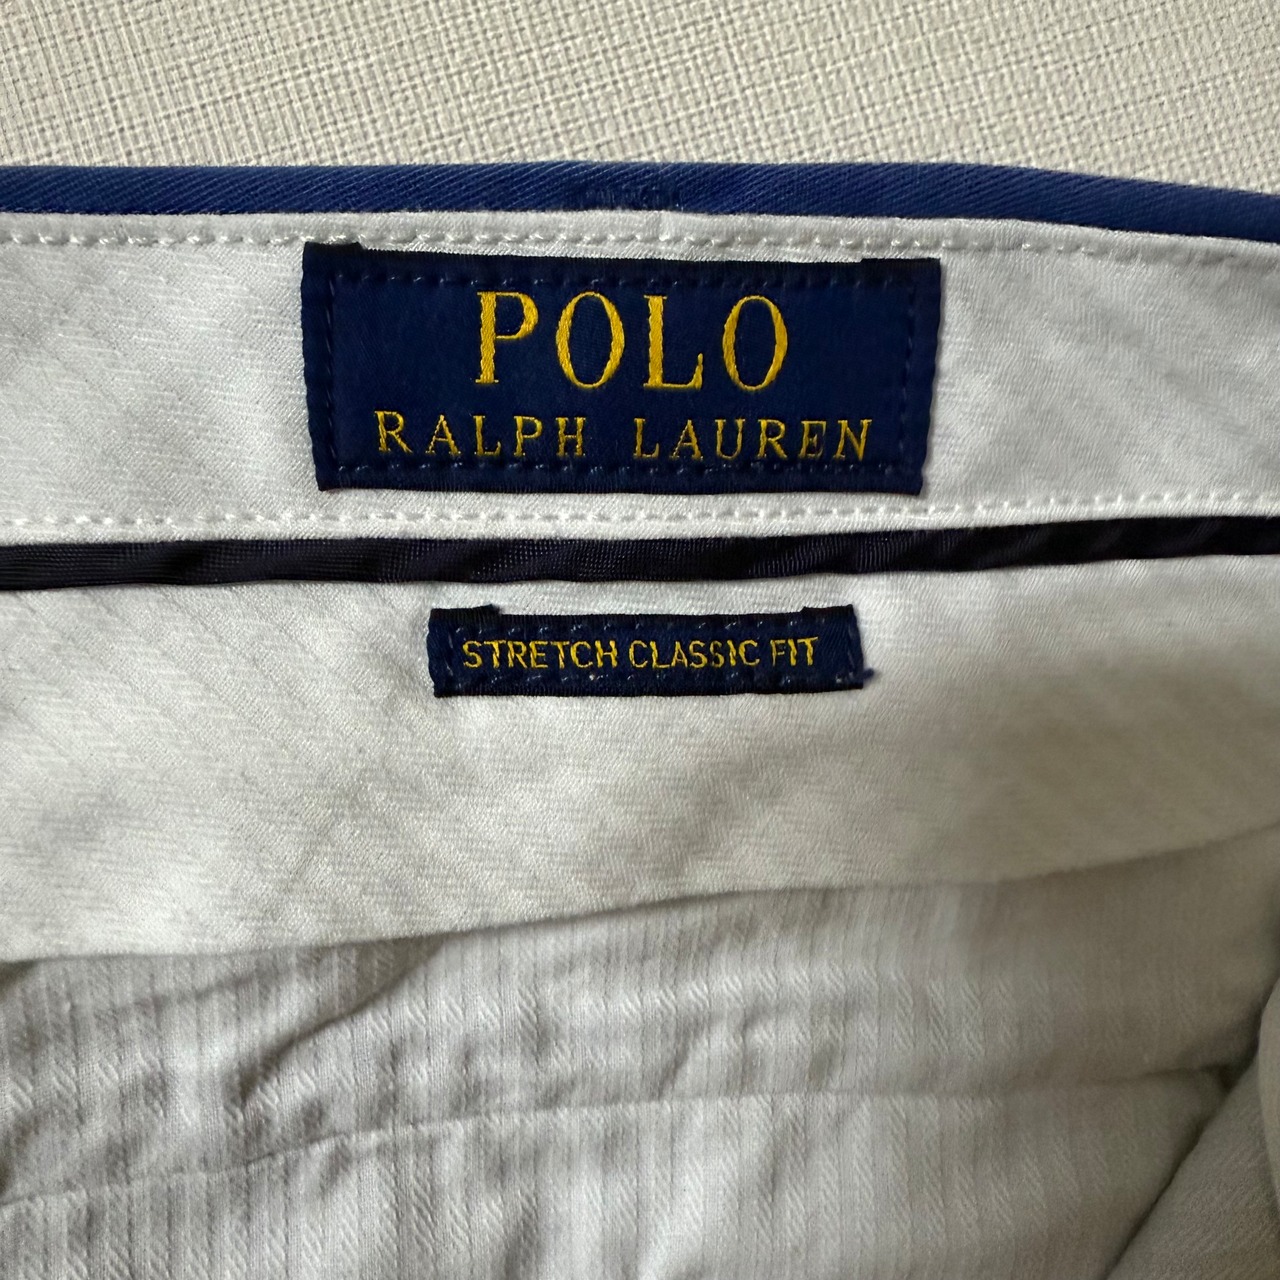 POLO
RALPH LAUREN
STRETCH CLASSIC FIT